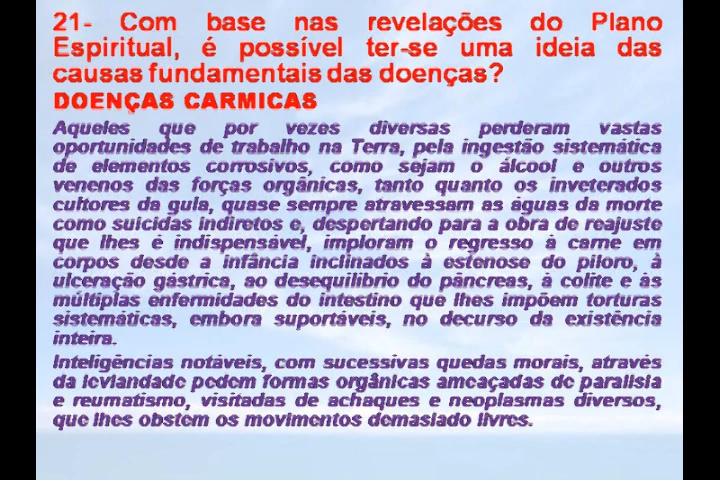 21- Com base nas revelações do Plano
Espiritual, é possível ter-se uma ideia das
causas fundamentais das doenças?
DOENÇAS CARMICAS
Aqueles que por vezes diversas perderam vastas
oportunidades de trabalho na Terra, pela ingestão sistemática
de elementos corrosivos, como sejam o álcool e outros
venenos das forças orgânicas, tanto quanto os inveterados
cultores da gula, quase sempre atravessam as águas da morte
como suicidas indiretos e, despertando para a obra de reajuste
que lhes é indispensável, imploram o regresso à carne em
corpos desde a infância inclinados à estenose do piloro, à
ulceração gástrica, ao desequilíbrio do pâncreas, à colite e às
múltiplas enfermidades do intestino que lhes impõem torturas
sistemáticas, embora suportáveis, no decurso da existência
inteira.
Inteligências notáveis, com sucessivas quedas morais, através
da leviandade pedem formas orgânicas ameaçadas de paralisia
e reumatismo, visitadas de achaques e neoplasmas diversos,
que lhes obstem os movimentos demasiado livres.